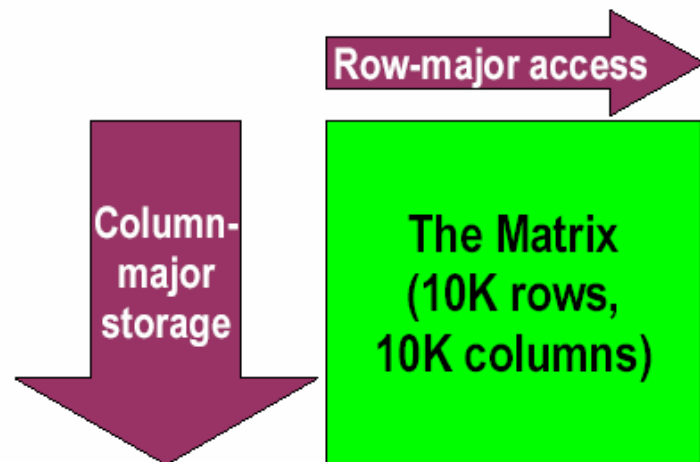 Row-major access
Column-
major
storage
The Matrix
(10K rows,
10K columns)